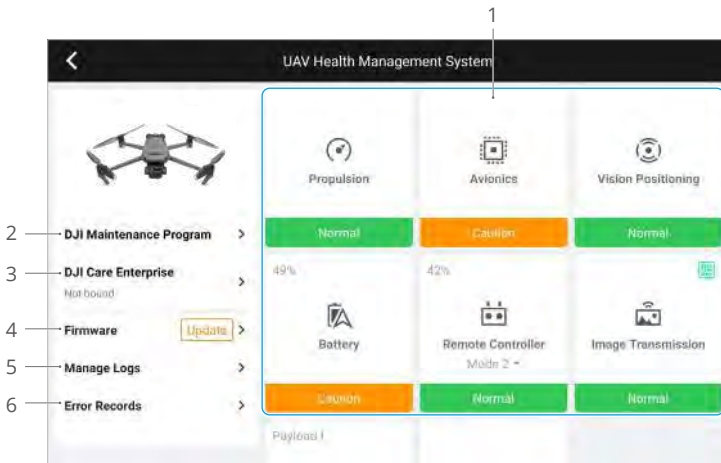 1
UAV Health Management System
Propulsion
Avionics
Vision Positioning
Normal
Caution
Normal
2
DJI Maintenance Program
3
DJI Care Enterprise
Not bound
4
Firmware
Update
5
Manage Logs
6
Error Records
49%
42%
Battery
Remote Controller
Mode 2
Image Transmission
Caution
Normal
Normal
Payload